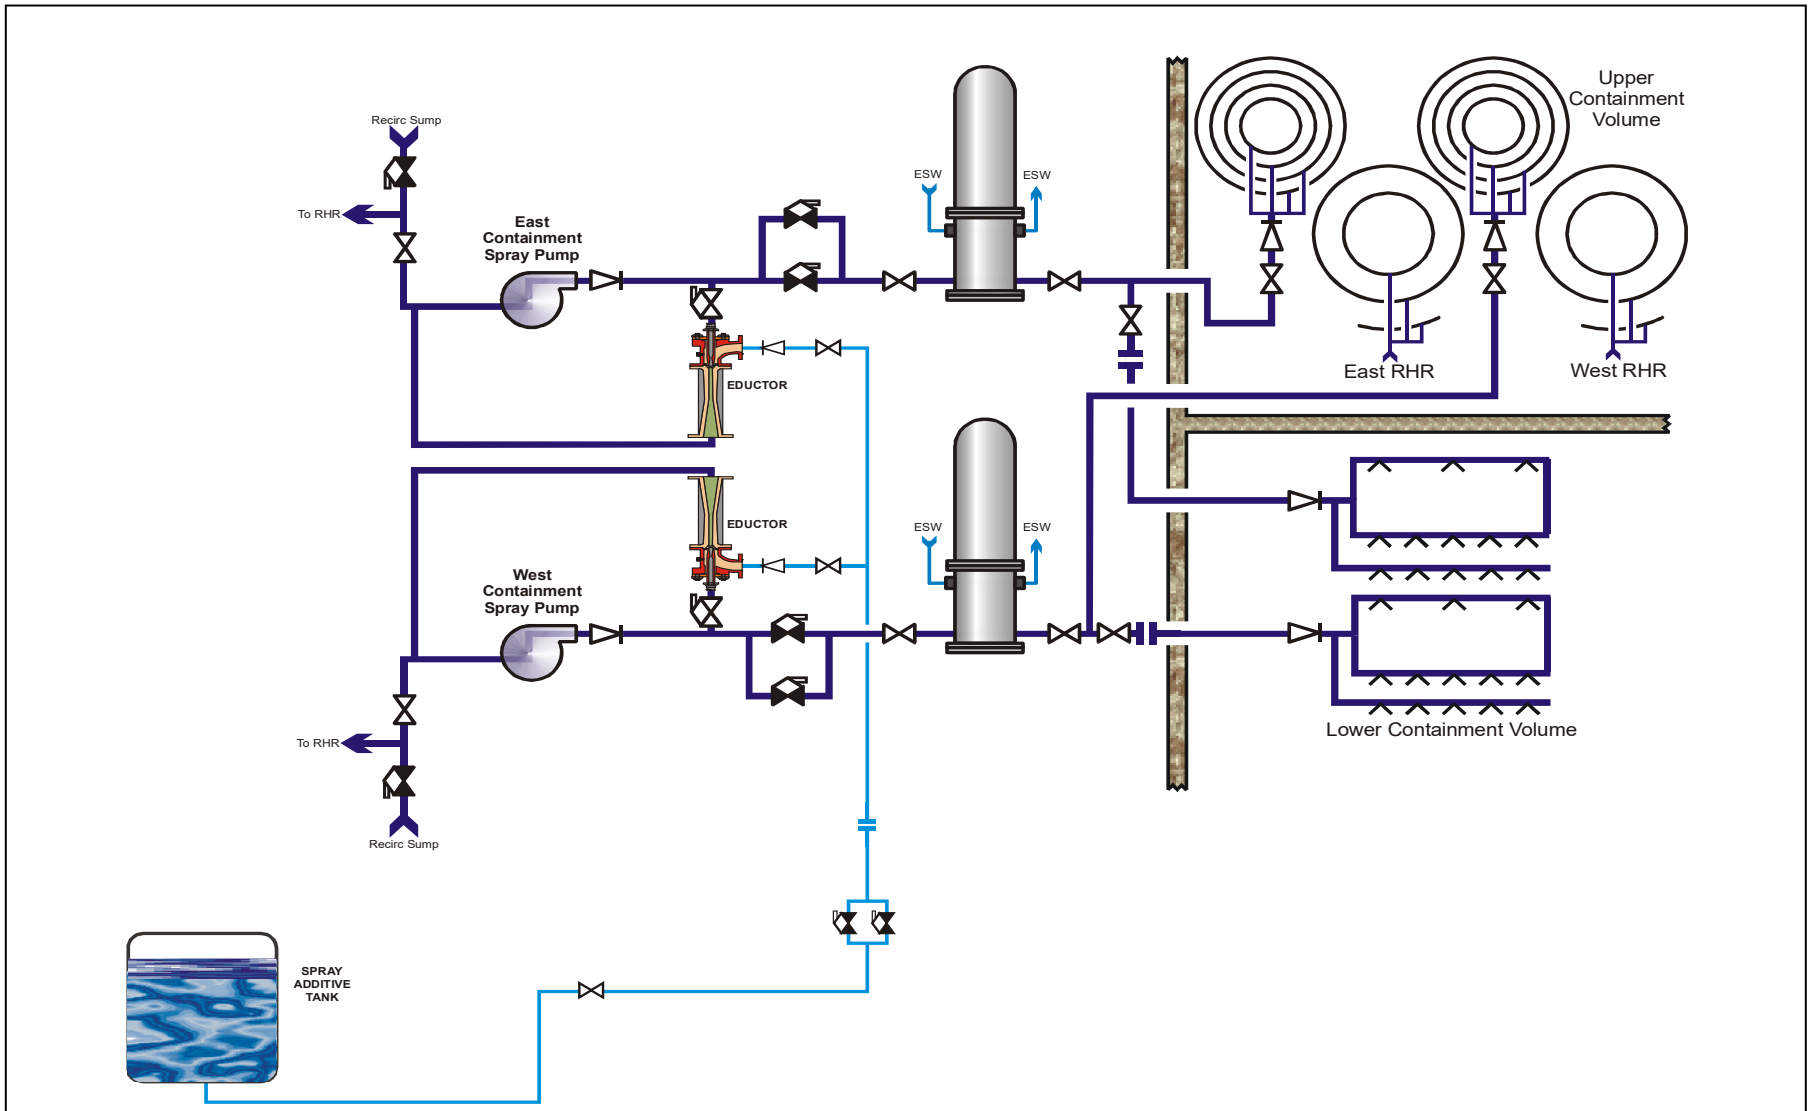 Recirc Sump
To RHR
East
Containment
Spray Pump
ESW
ESW
Upper
Containment
Volume
East RHR
West RHR
EDUCTOR
EDUCTOR
West
Containment
Spray Pump
ESW
ESW
To RHR
Recirc Sump
Lower Containment Volume
SPRAY
ADDITIVE
TANK